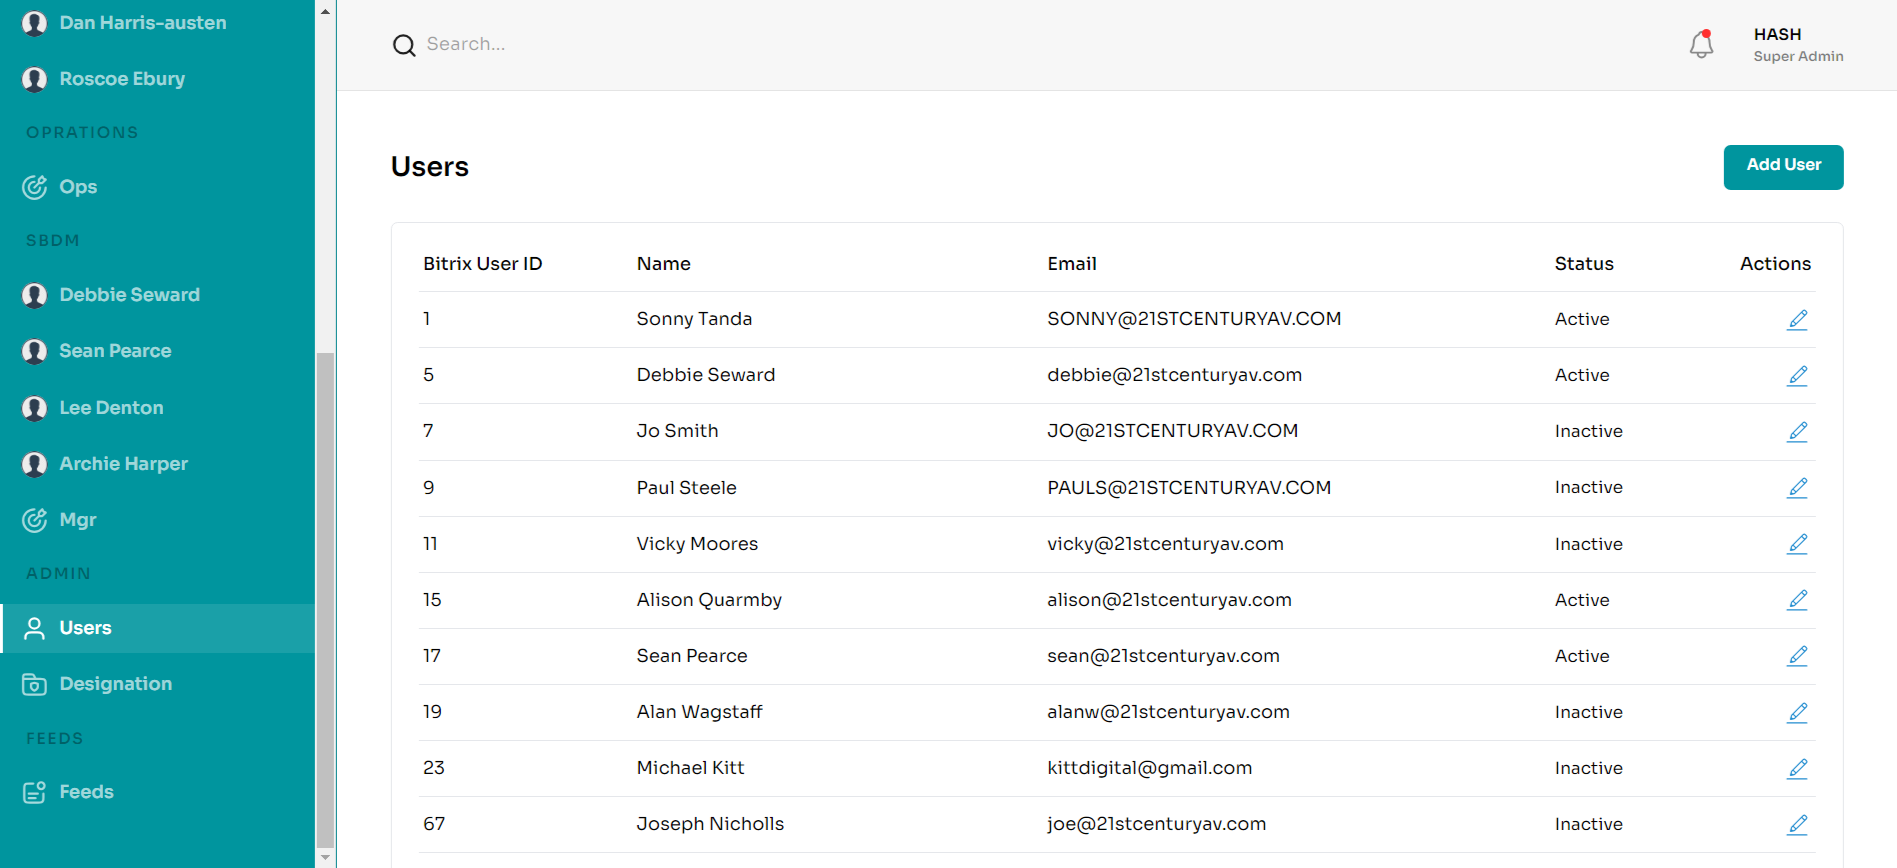 Dan Harris-austen
Roscoe Ebury
OPRATIONS
Ops
SBDM
Debbie Seward
Sean Pearce
Lee Denton
Archie Harper
Mgr
ADMIN
Users
Designation
FEEDS
Feeds
Search...
HASH
Super Admin
Users
Add User
Bitrix User ID Name Email Status Actions
1 Sonny Tanda SONNY@21STCENTURYAV.COM Active
5 Debbie Seward debbie@21stcenturyav.com Active
7 Jo Smith JO@21STCENTURYAV.COM Inactive
9 Paul Steele PAULS@21STCENTURYAV.COM Inactive
11 Vicky Moores vicky@21stcenturyav.com Inactive
15 Alison Quarmby alison@21stcenturyav.com Active
17 Sean Pearce sean@21stcenturyav.com Active
19 Alan Wagstaff alanw@21stcenturyav.com Inactive
23 Michael Kitt kittdigital@gmail.com Inactive
67 Joseph Nicholls joe@21stcenturyav.com Inactive